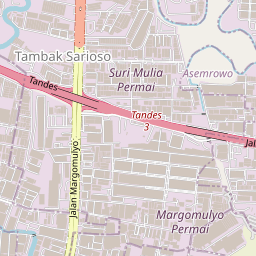 Tambak Sarioso
Suri Mulia
Permai
Asemrowo
Tandes
Tandes
3
Jal
Jalan Margomulyo
Margomulyo
Permai